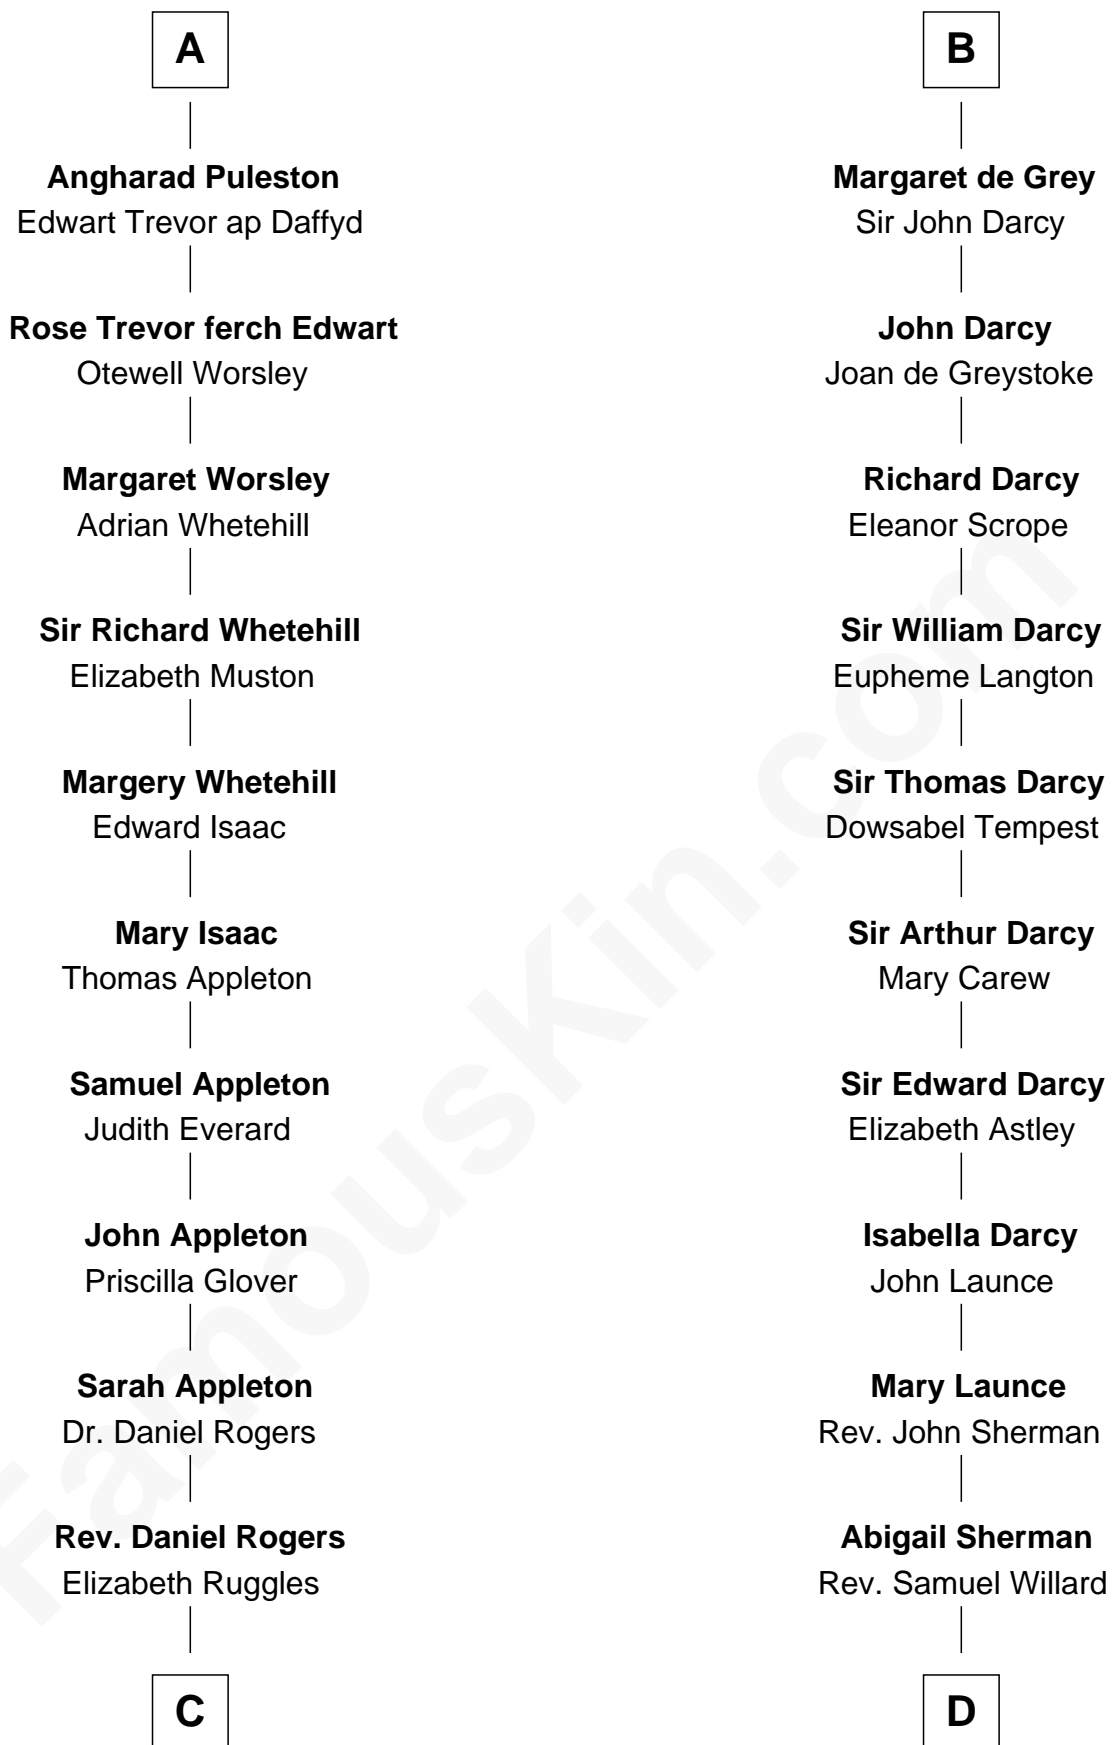 A
Angharad Puleston
Edwart Trevor ap Daffyd
Rose Trevor ferch Edwart
Otewell Worsley
Margaret Worsley
Adrian Whetehill
Sir Richard Whetehill
Elizabeth Muston
Margery Whetehill
Edward Isaac
Mary Isaac
Thomas Appleton
Samuel Appleton
Judith Everard
John Appleton
Priscilla Glover
Sarah Appleton
Dr. Daniel Rogers
Rev. Daniel Rogers
Elizabeth Ruggles
C
B
Margaret de Grey
Sir John Darcy
John Darcy
Joan de Greystoke
Richard Darcy
Eleanor Scrope
Sir William Darcy
Eupheme Langton
Sir Thomas Darcy
Dowsabel Tempest
Sir Arthur Darcy
Mary Carew
Sir Edward Darcy
Elizabeth Astley
Isabella Darcy
John Launce
Mary Launce
Rev. John Sherman
Abigail Sherman
Rev. Samuel Willard
D
FamousKin.com